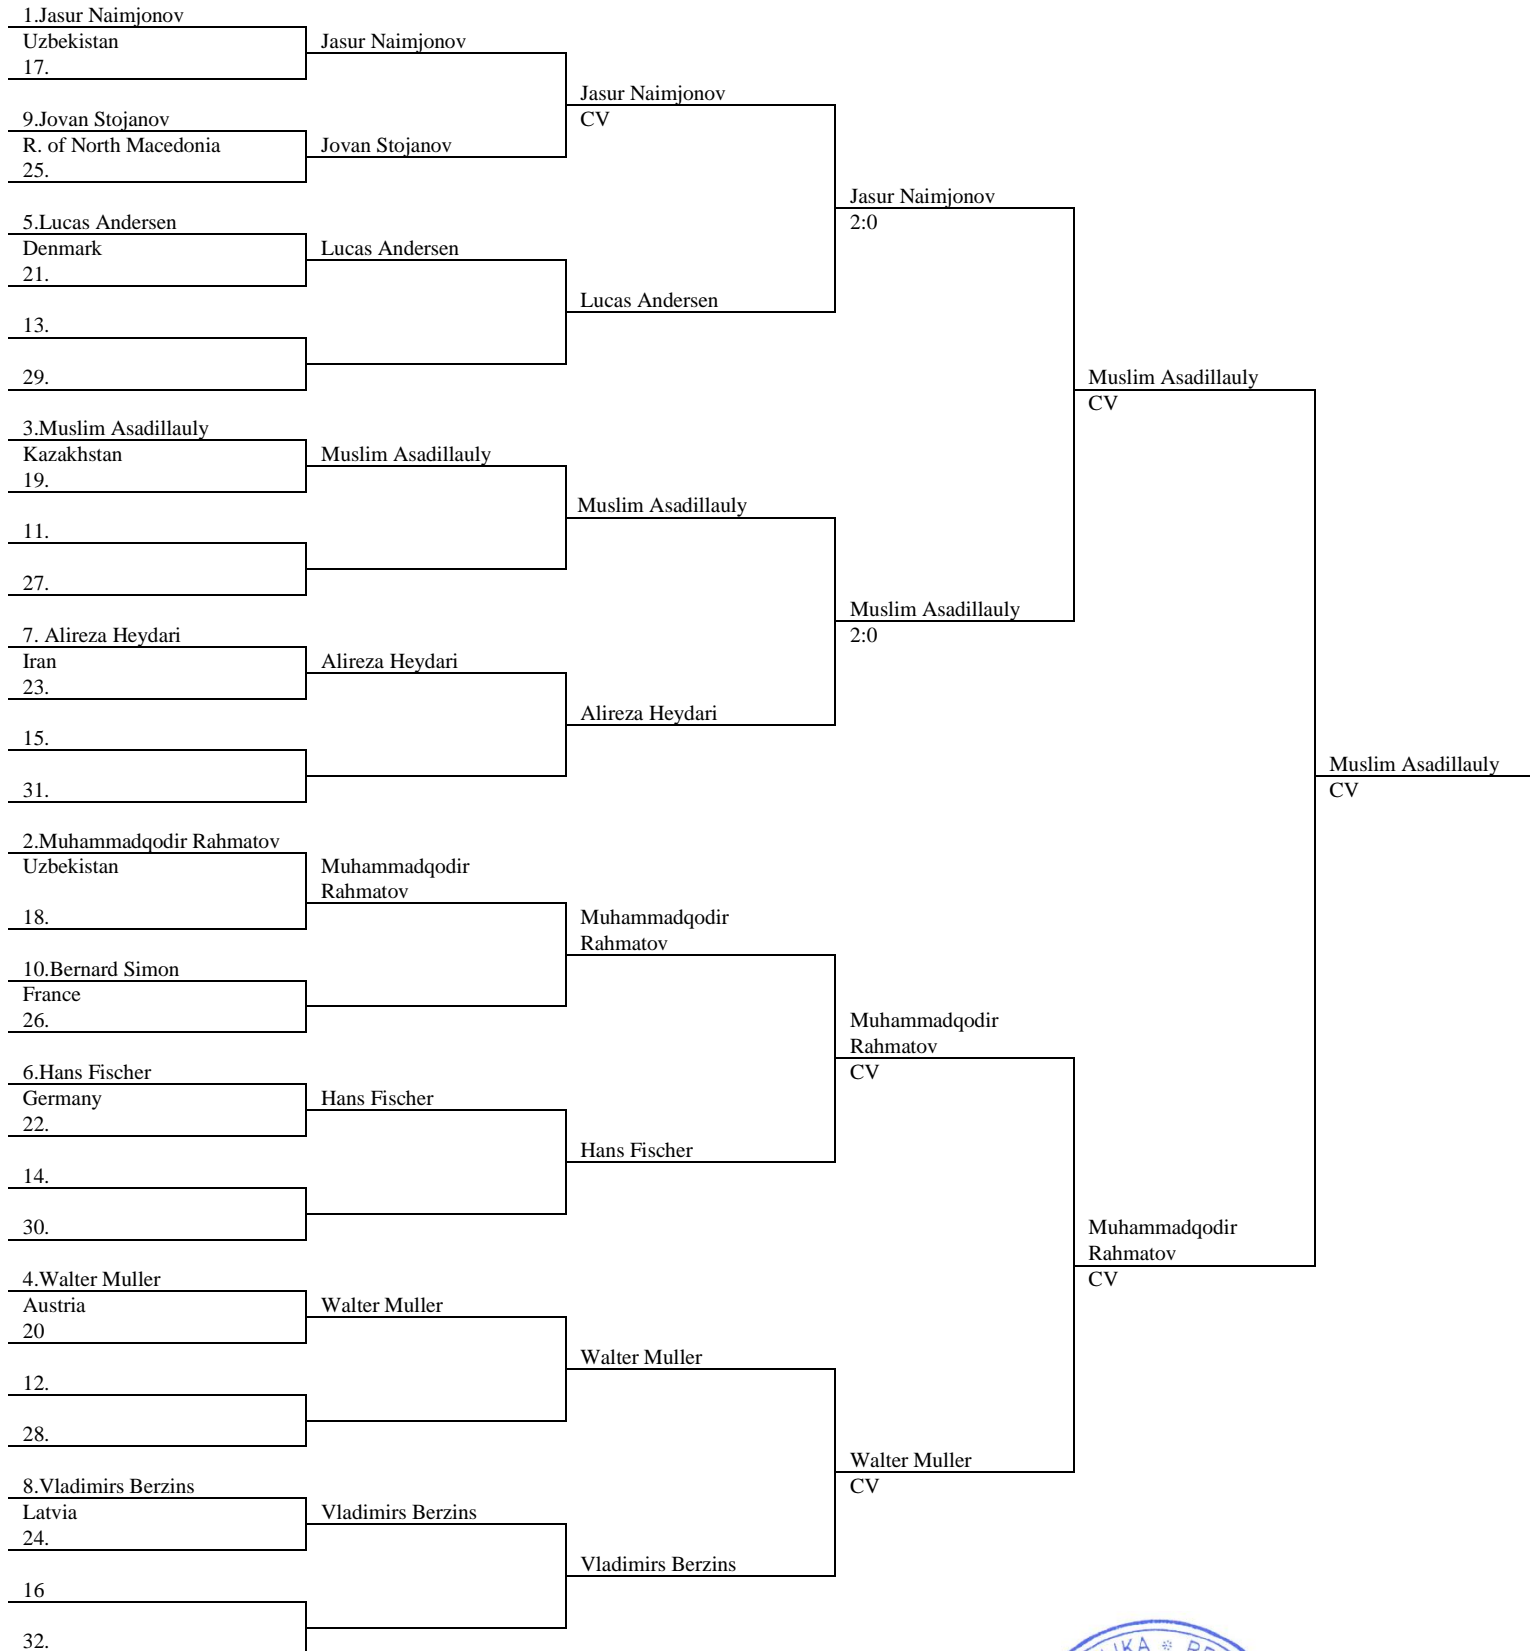 1.Jasur Naimjonov
Uzbekistan
17.
9.Jovan Stojanov
R. of North Macedonia
25.
5.Lucas Andersen
Denmark
21.
13.
29.
3.Muslim Asadillauly
Kazakhstan
19.
11.
27.
7. Alireza Heydari
Iran
23.
15.
31.
2.Muhammadqodir Rahmatov
Uzbekistan
18.
10.Bernard Simon
France
26.
6.Hans Fischer
Germany
22.
14.
30.
4.Walter Muller
Austria
20
12.
28.
8.Vladimirs Berzins
Latvia
24.
16
32.
Jasur Naimjonov
Jovan Stojanov
Lucas Andersen
Muslim Asadillauly
Alireza Heydari
Muhammadqodir
Rahmatov
Hans Fischer
Walter Muller
Vladimirs Berzins
Jasur Naimjonov
CV
Lucas Andersen
Muslim Asadillauly
Alireza Heydari
Muhammadqodir
Rahmatov
Hans Fischer
Walter Muller
Vladimirs Berzins
Jasur Naimjonov
2:0
Muslim Asadillauly
2:0
Muhammadqodir
Rahmatov
CV
Walter Muller
CV
Muslim Asadillauly
CV
Muhammadqodir
Rahmatov
CV
Muslim Asadillauly
CV